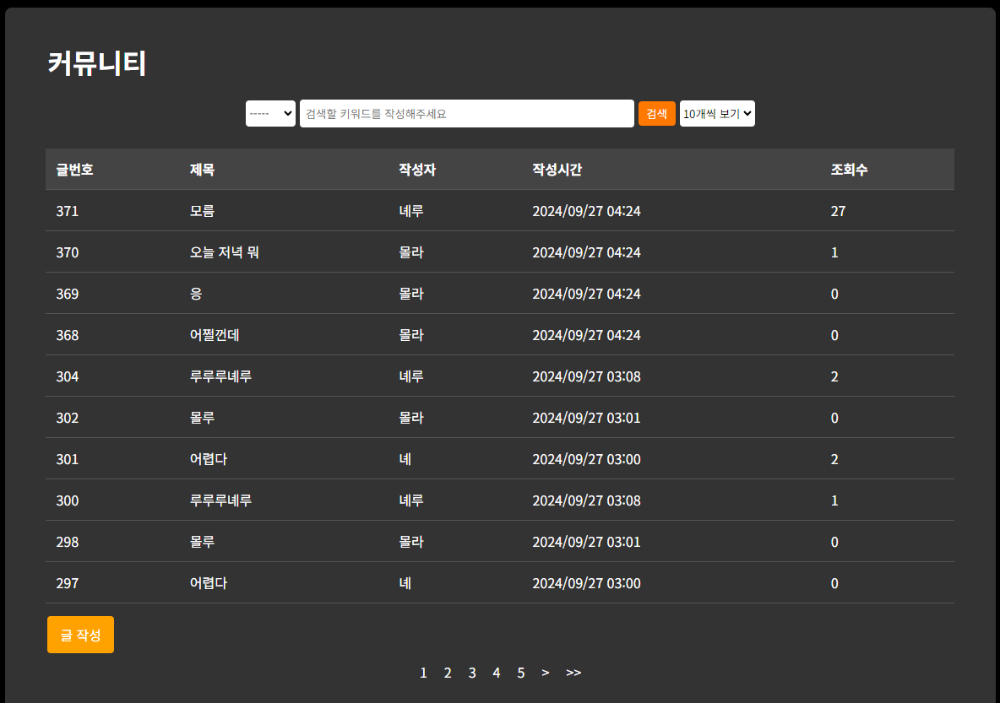 커뮤니티
----- 검색할 키워드를 작성해주세요 검색 10개씩 보기
글번호 제목 작성자 작성시간 조회수
371 모름 녜루 2024/09/27 04:24 27
370 오늘 저녁 뭐 몰라 2024/09/27 04:24 1
369 응 몰라 2024/09/27 04:24 0
368 어쩔껀데 몰라 2024/09/27 04:24 0
304 루루루녜루 녜루 2024/09/27 03:08 2
302 몰루 몰라 2024/09/27 03:01 0
301 어렵다 녜 2024/09/27 03:00 2
300 루루루녜루 녜루 2024/09/27 03:08 1
298 몰루 몰라 2024/09/27 03:01 0
297 어렵다 녜 2024/09/27 03:00 0
글 작성
1 2 3 4 5 > >>